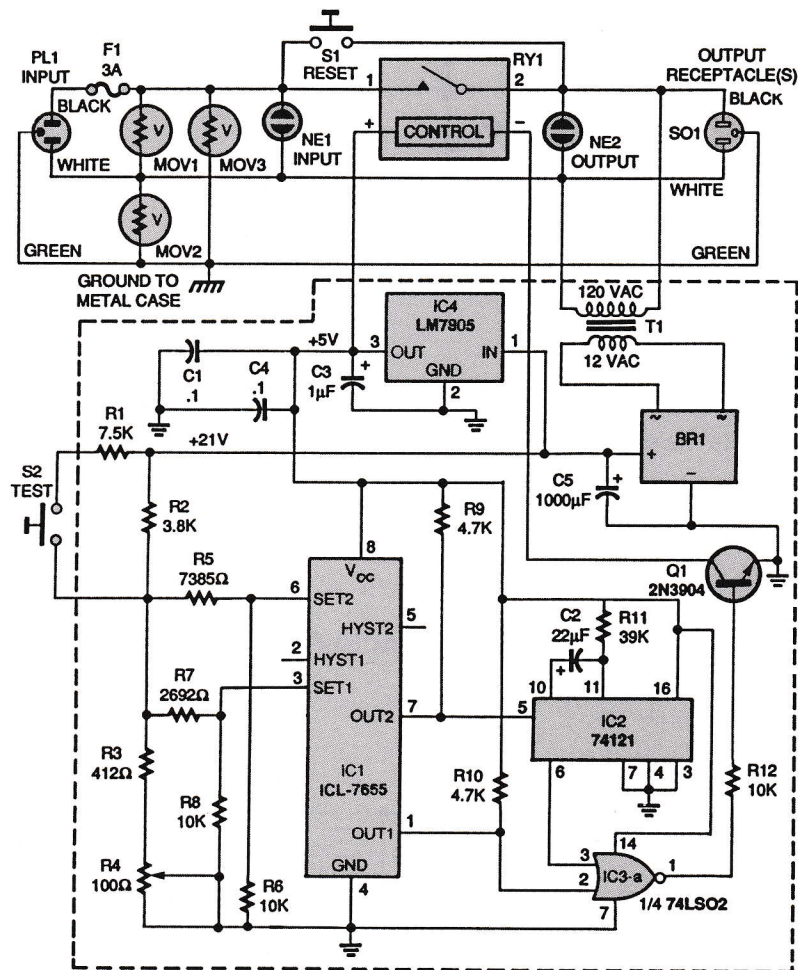 PL1
INPUT
F1
3A
BLACK
WHITE
GREEN
MOV1
MOV2
MOV3
V
V
V
NE1
INPUT
S1
RESET
RY1
1
2
+
CONTROL
–
NE2
OUTPUT
OUTPUT
RECEPTACLE(S)
BLACK
SO1
WHITE
GREEN
GROUND TO
METAL CASE
120 VAC
T1
12 VAC
IC4
LM7805
3
OUT
IN
1
GND
2
+5V
C1
.1
C4
.1
C3
1µF
+
~
~
BR1
+
–
C5
1000µF
+
R1
7.5K
+21V
S2
TEST
R2
3.8K
R5
7385Ω
R9
4.7K
8
VCC
6
SET2
HYST2
5
2
HYST1
3
SET1
7
OUT2
IC1
ICL-7655
OUT1
1
GND
4
R7
2692Ω
R3
412Ω
R8
10K
R4
100Ω
R6
10K
Q1
2N3904
C2
22µF
+
R11
39K
10
11
16
5
IC2
74121
6
7
4
3
R10
4.7K
R12
10K
14
3
2
IC3-a
1
7
1/4 74LSO2